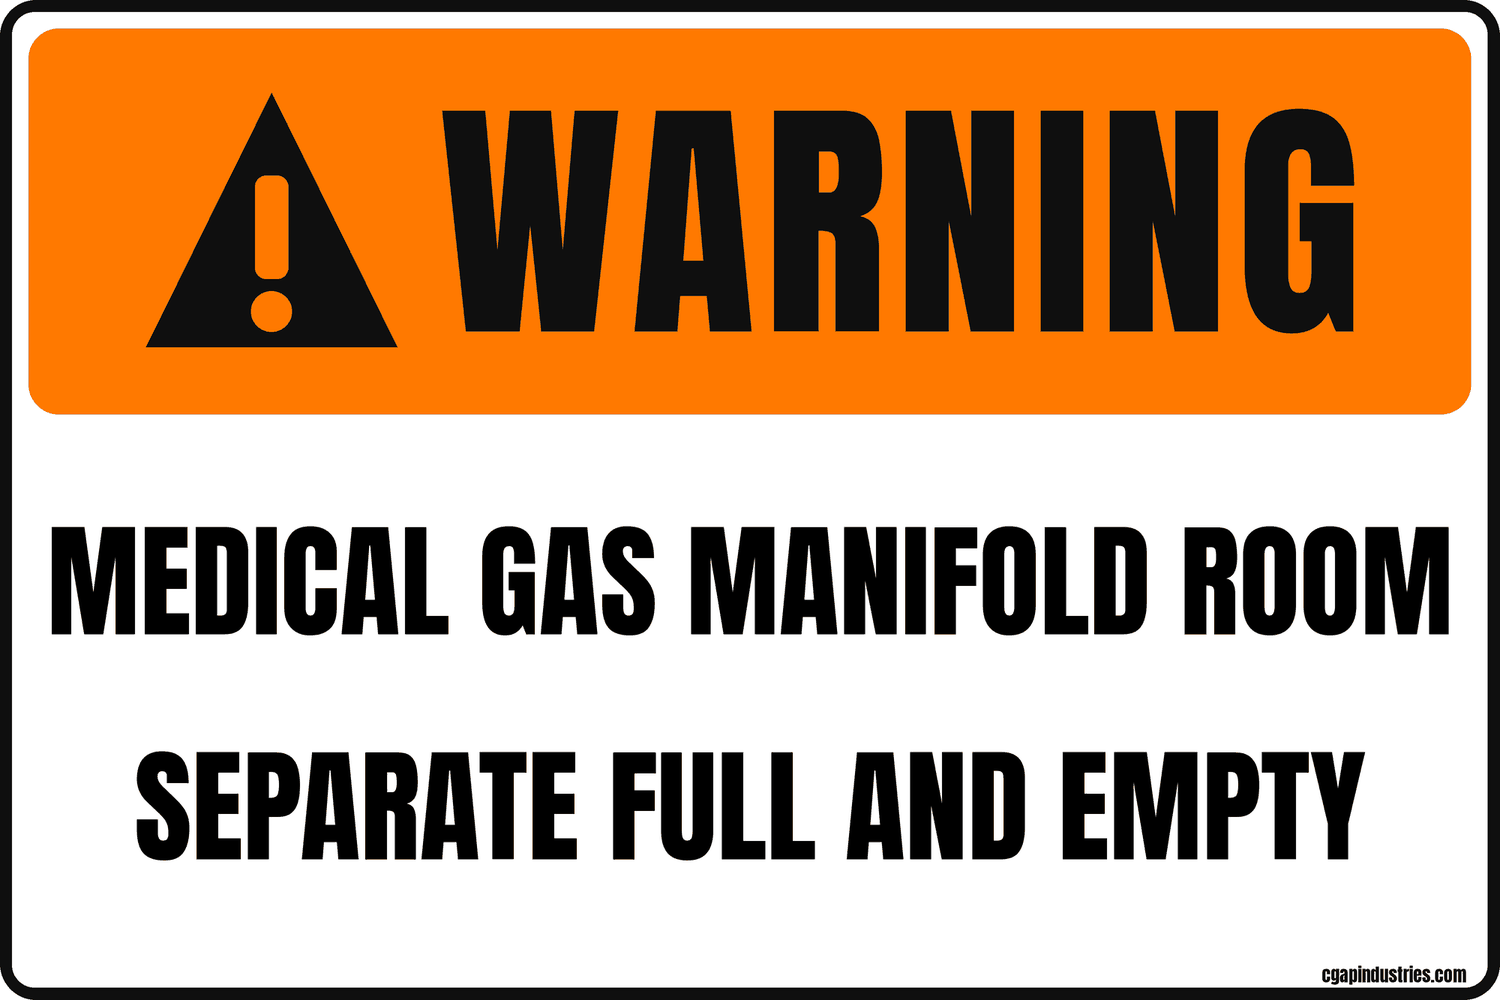 WARNING
MEDICAL GAS MANIFOLD ROOM
SEPARATE FULL AND EMPTY
cgapindustries.com